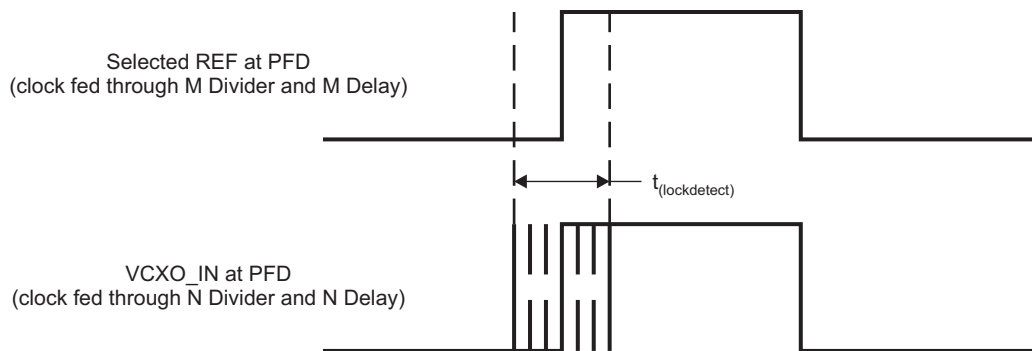 Selected REF at PFD
(clock fed through M Divider and M Delay)
t(lockdetect)
VCXO_IN at PFD
(clock fed through N Divider and N Delay)